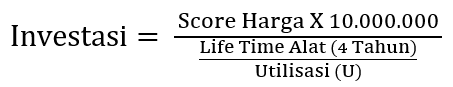 Investasi = Score Harga X 10.000.000
Life Time Alat (4 Tahun)
Utilisasi (U)